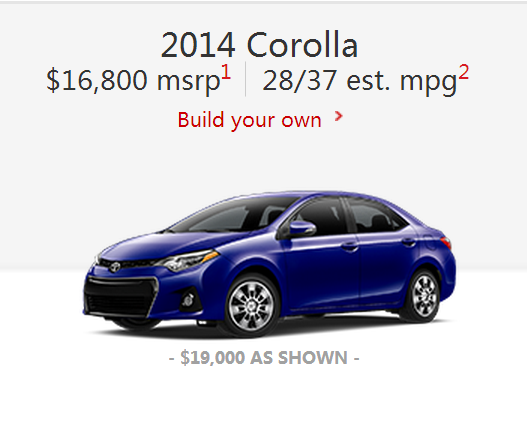 2014 Corolla
$16,800 msrp1 28/37 est. mpg2
Build your own >
- $19,000 AS SHOWN -